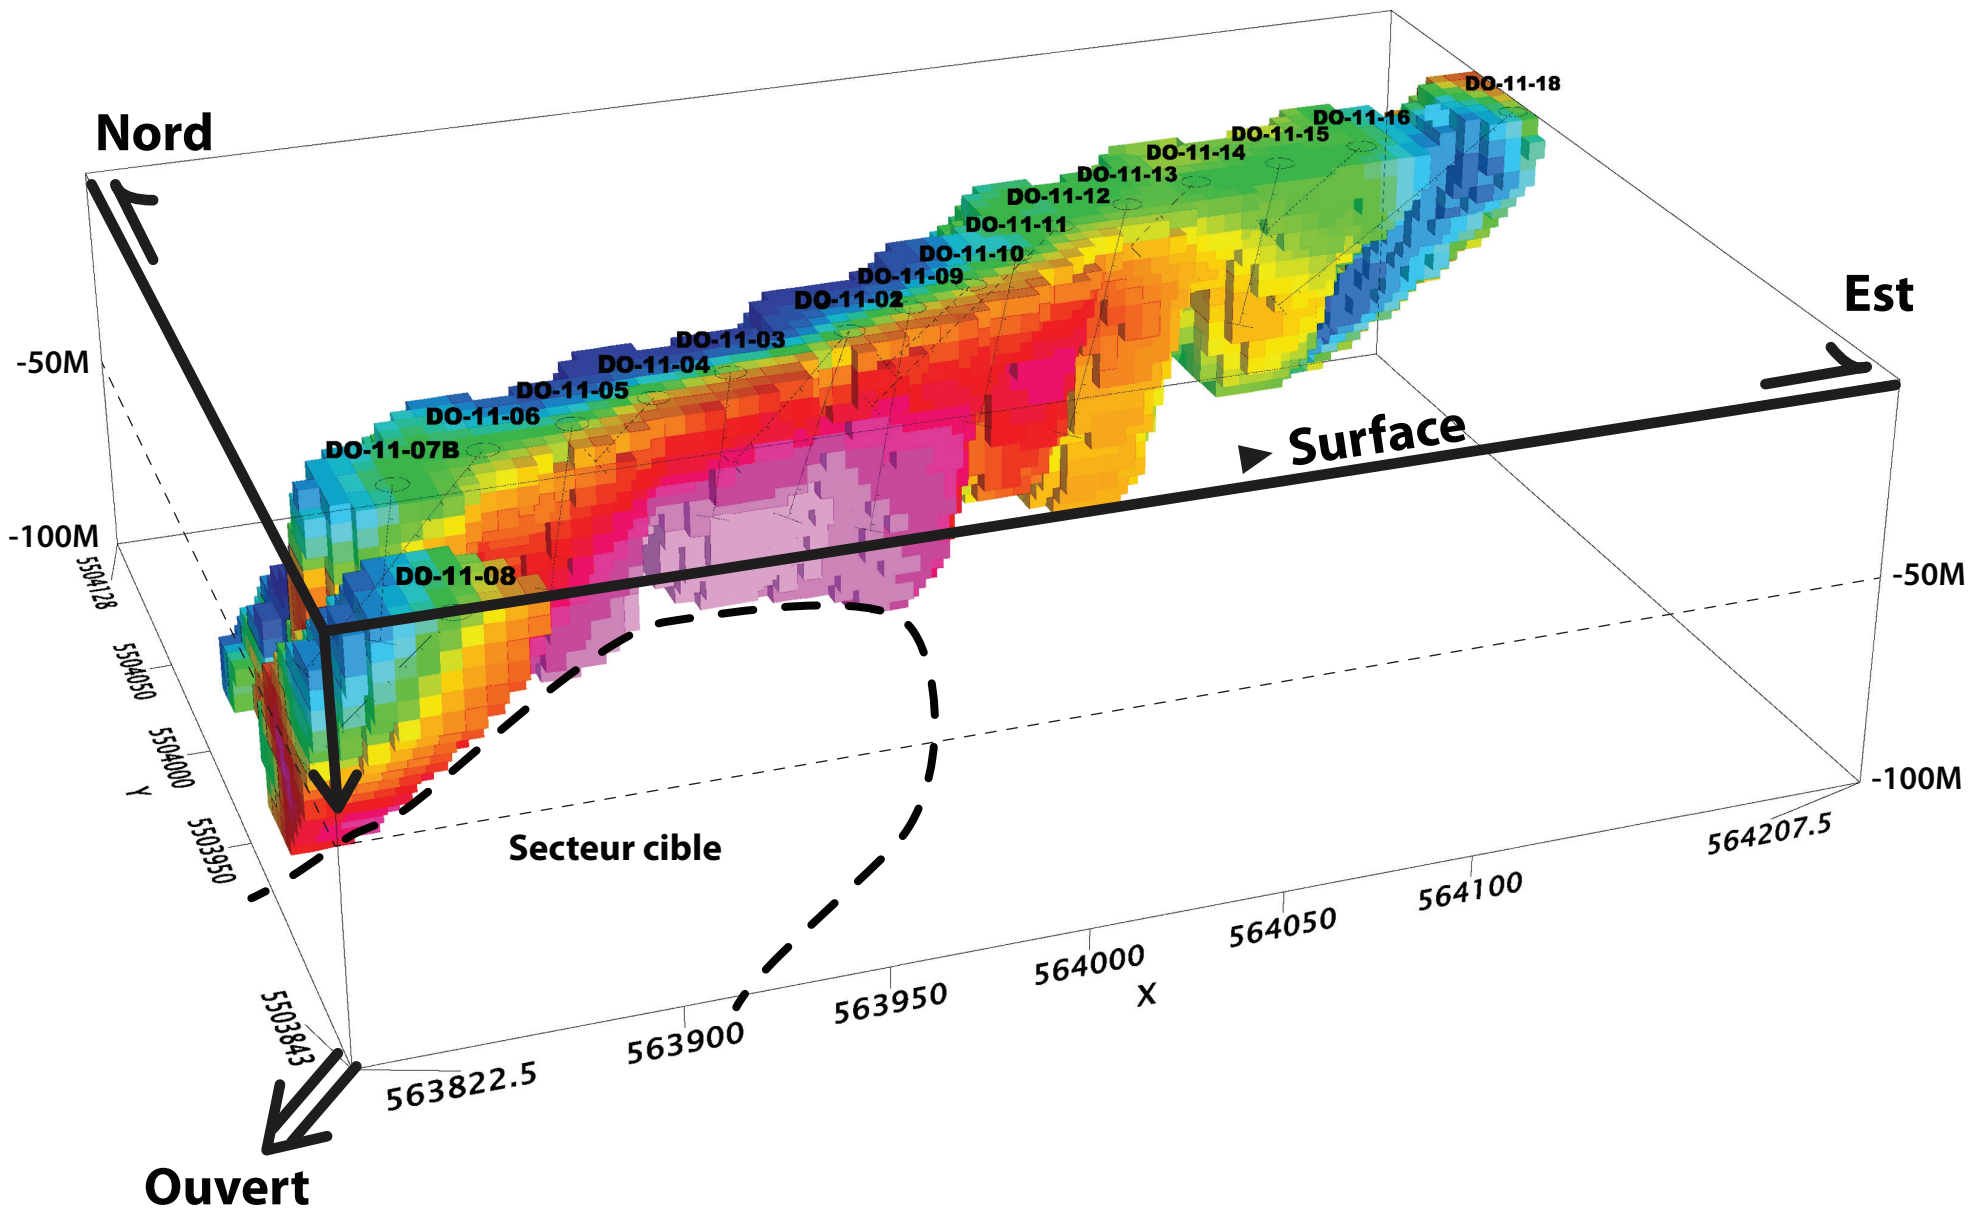 DO-11-18
DO-11-16
DO-11-15
DO-11-14
DO-11-13
DO-11-12
DO-11-11
DO-11-10
DO-11-09
DO-11-02
DO-11-03
DO-11-04
DO-11-05
DO-11-06
DO-11-07B
DO-11-08
Nord
Est
Surface
-50M
-100M
-50M
-100M
5504128
5504050
5504000
Y
5503950
5503843
Secteur cible
564207.5
564100
564050
564000
X
563950
563900
563822.5
Ouvert